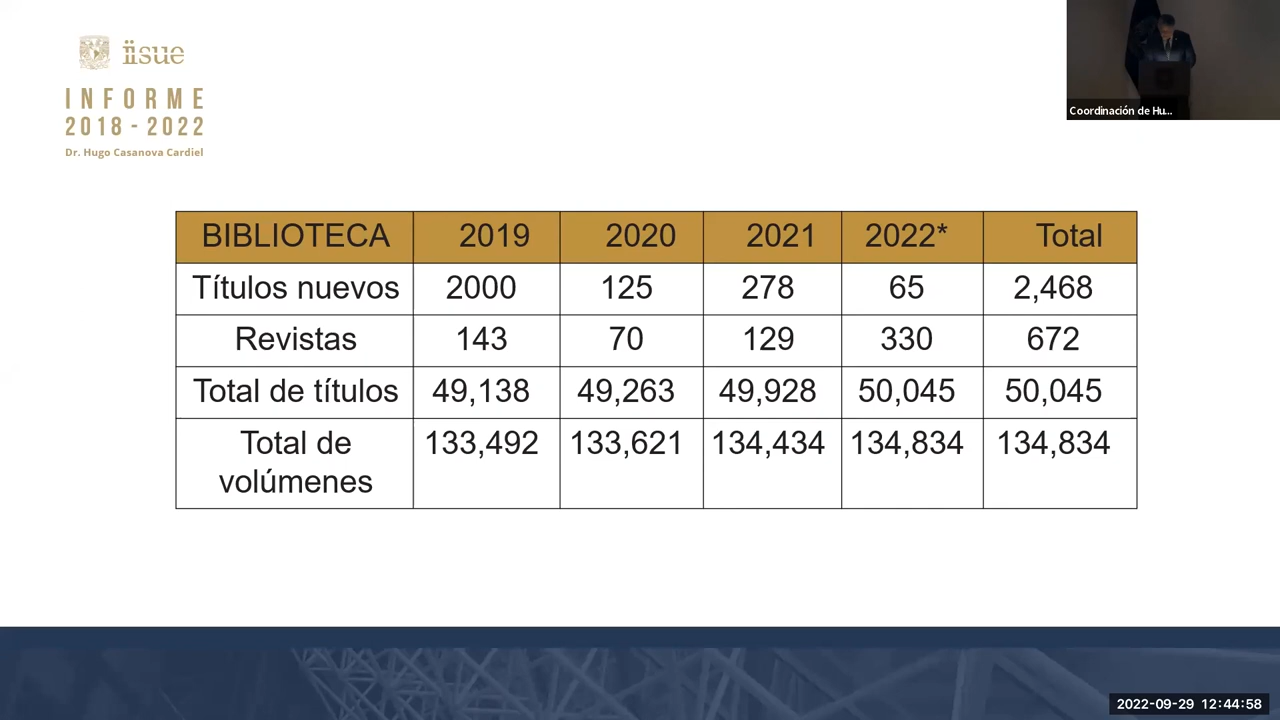 iisue
INFORME
2018 - 2022
Dr. Hugo Casanova Cardiel
Coordinación de Hu...
BIBLIOTECA 2019 2020 2021 2022* Total
Títulos nuevos 2000 125 278 65 2,468
Revistas 143 70 129 330 672
Total de títulos 49,138 49,263 49,928 50,045 50,045
Total de 133,492 133,621 134,434 134,834 134,834
volúmenes
2022-09-29 12:44:58